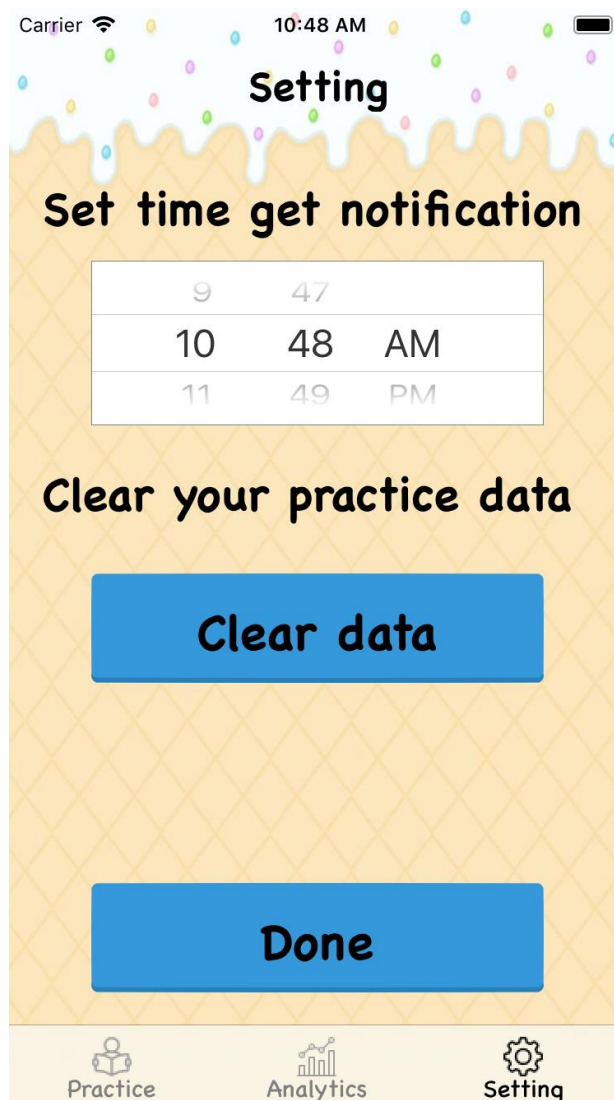 Carrier 10:48 AM
Setting
Set time get notification
9 47
10 48 AM
11 49 PM
Clear your practice data
Clear data
Done
Practice Analytics Setting